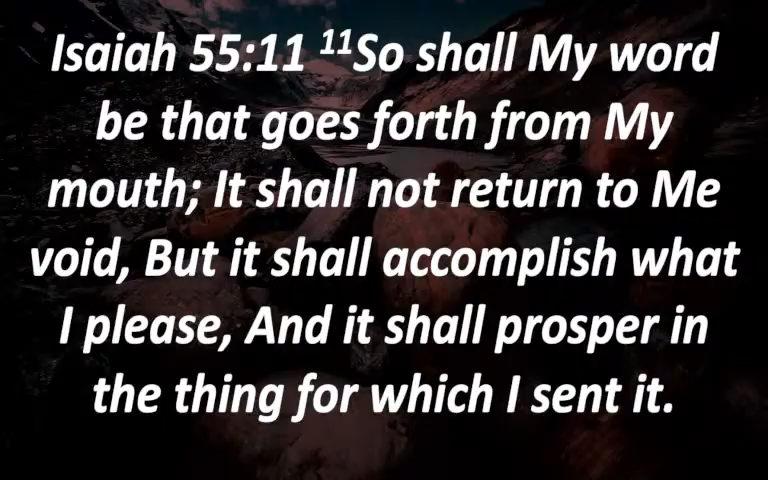 Isaiah 55:11 ¹¹So shall My word
be that goes forth from My
mouth; It shall not return to Me
void, But it shall accomplish what
I please, And it shall prosper in
the thing for which I sent it.